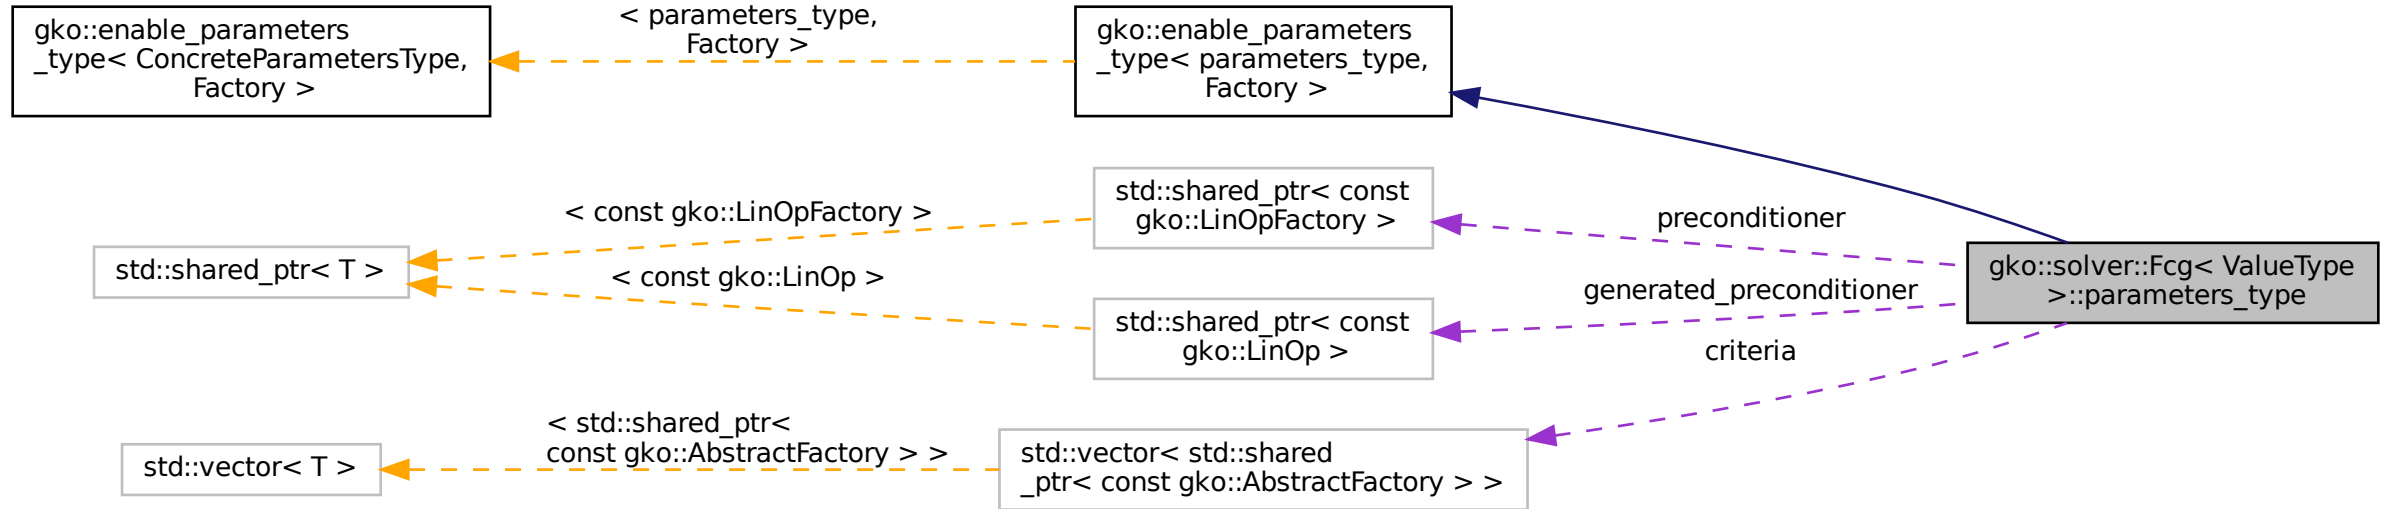 gko::enable_parameters
_type< ConcreteParametersType,
Factory >
< parameters_type,
Factory >
gko::enable_parameters
_type< parameters_type,
Factory >
std::shared_ptr< T >
< const gko::LinOpFactory >
< const gko::LinOp >
std::shared_ptr< const
gko::LinOpFactory >
std::shared_ptr< const
gko::LinOp >
preconditioner
generated_preconditioner
criteria
gko::solver::Fcg< ValueType
>::parameters_type
std::vector< T >
< std::shared_ptr<
const gko::AbstractFactory > >
std::vector< std::shared
_ptr< const gko::AbstractFactory > >